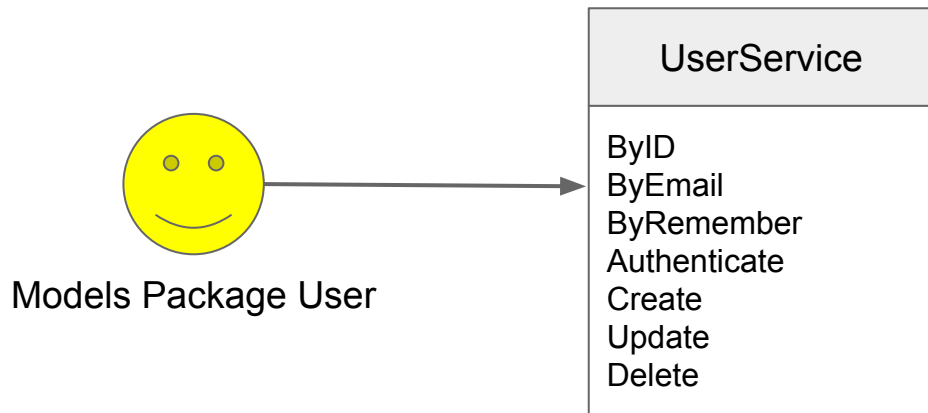 UserService
ByID
ByEmail
ByRemember
Authenticate
Create
Update
Delete
Models Package User